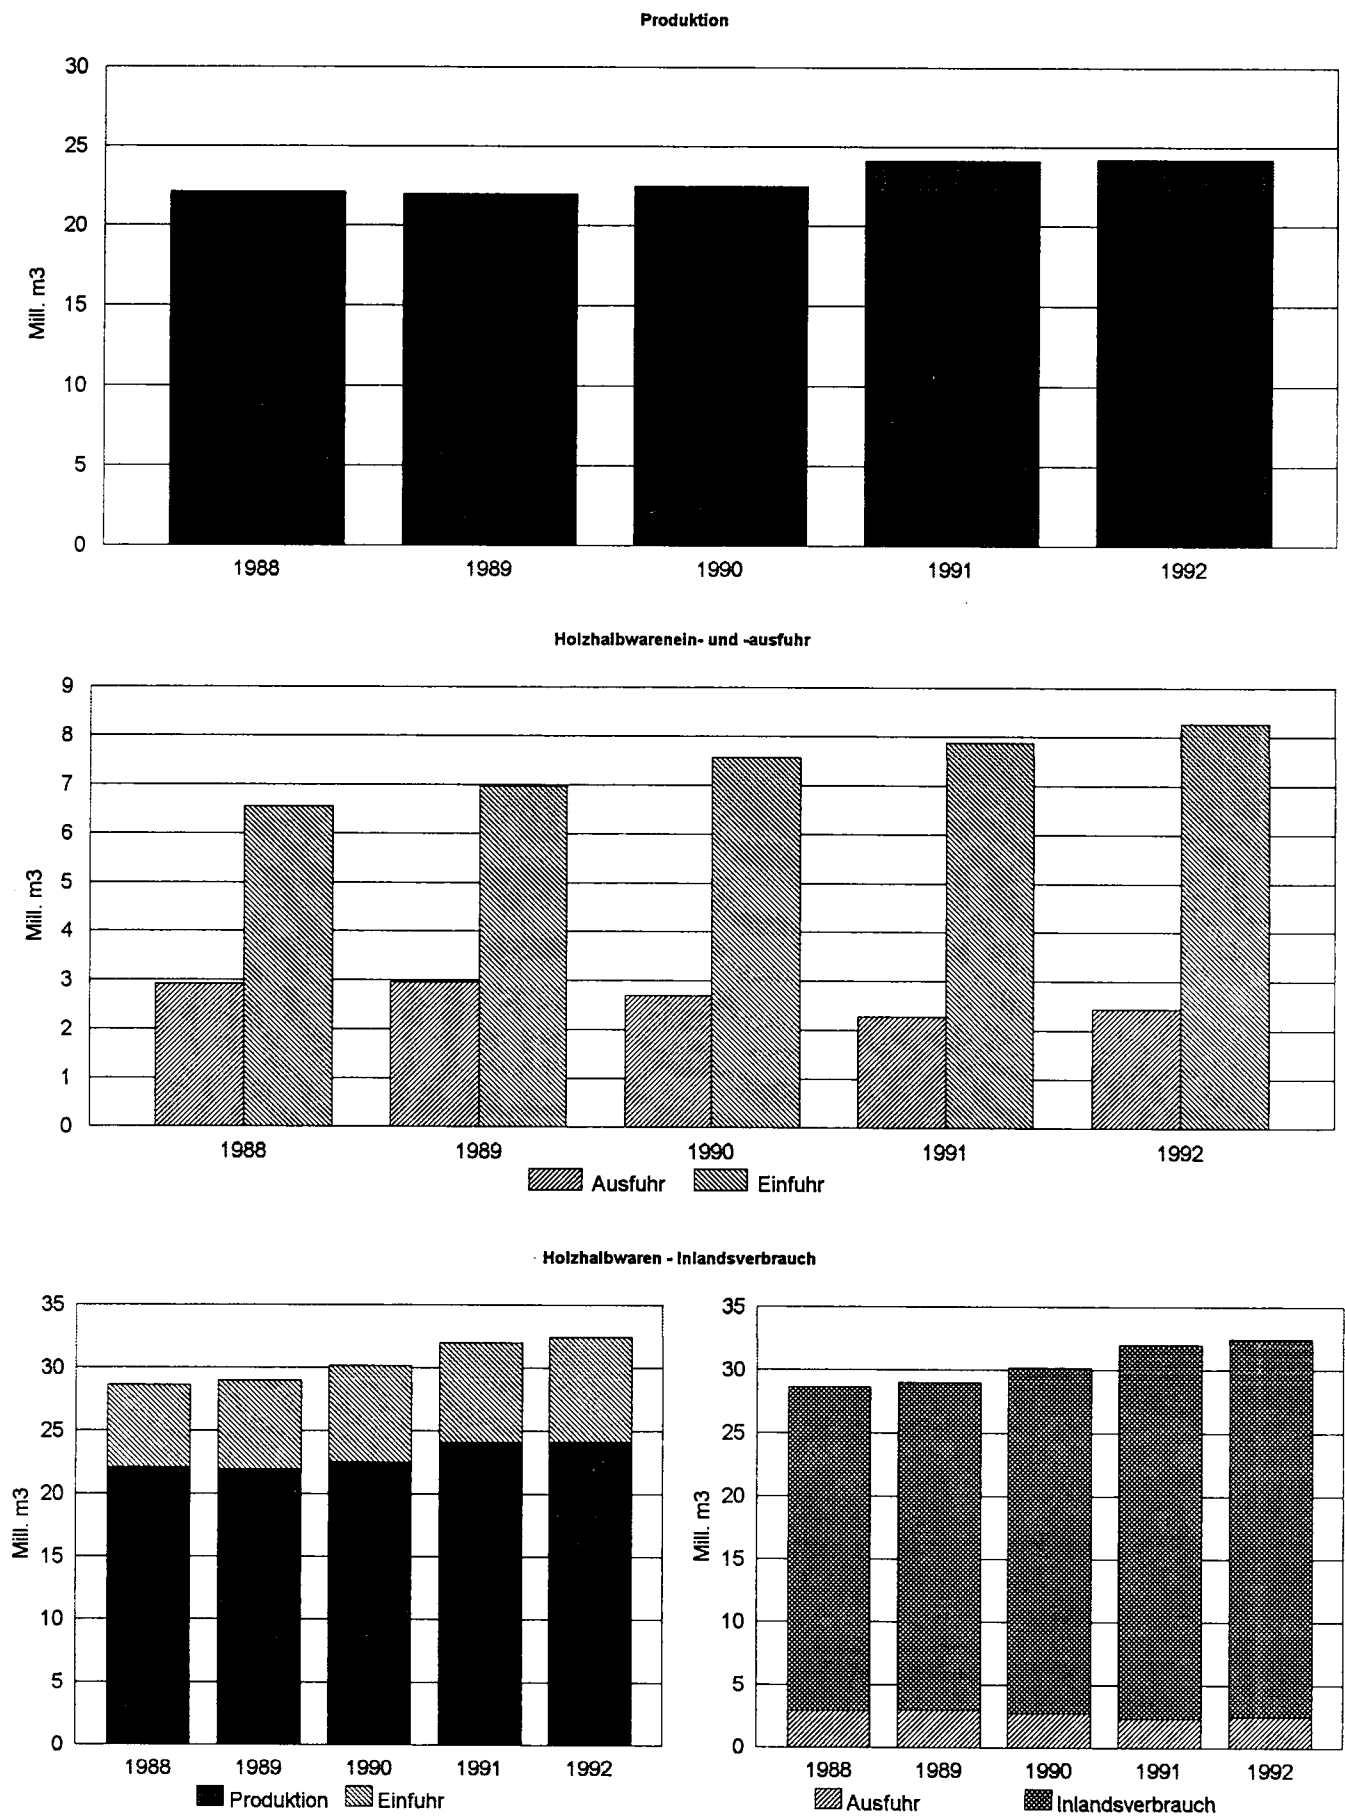 Produktion
30
25
20
15
10
5
0
Mill. m3
1988 1989 1990 1991 1992
Holzhalbwarenein- und -ausfuhr
9
8
7
6
5
4
3
2
1
0
Mill. m3
1988 1989 1990 1991 1992
Ausfuhr Einfuhr
Holzhalbwaren - Inlandsverbrauch
35
30
25
20
15
10
5
0
Mill. m3
1988 1989 1990 1991 1992
Produktion Einfuhr
35
30
25
20
15
10
5
0
Mill. m3
1988 1989 1990 1991 1992
Ausfuhr Inlandsverbrauch